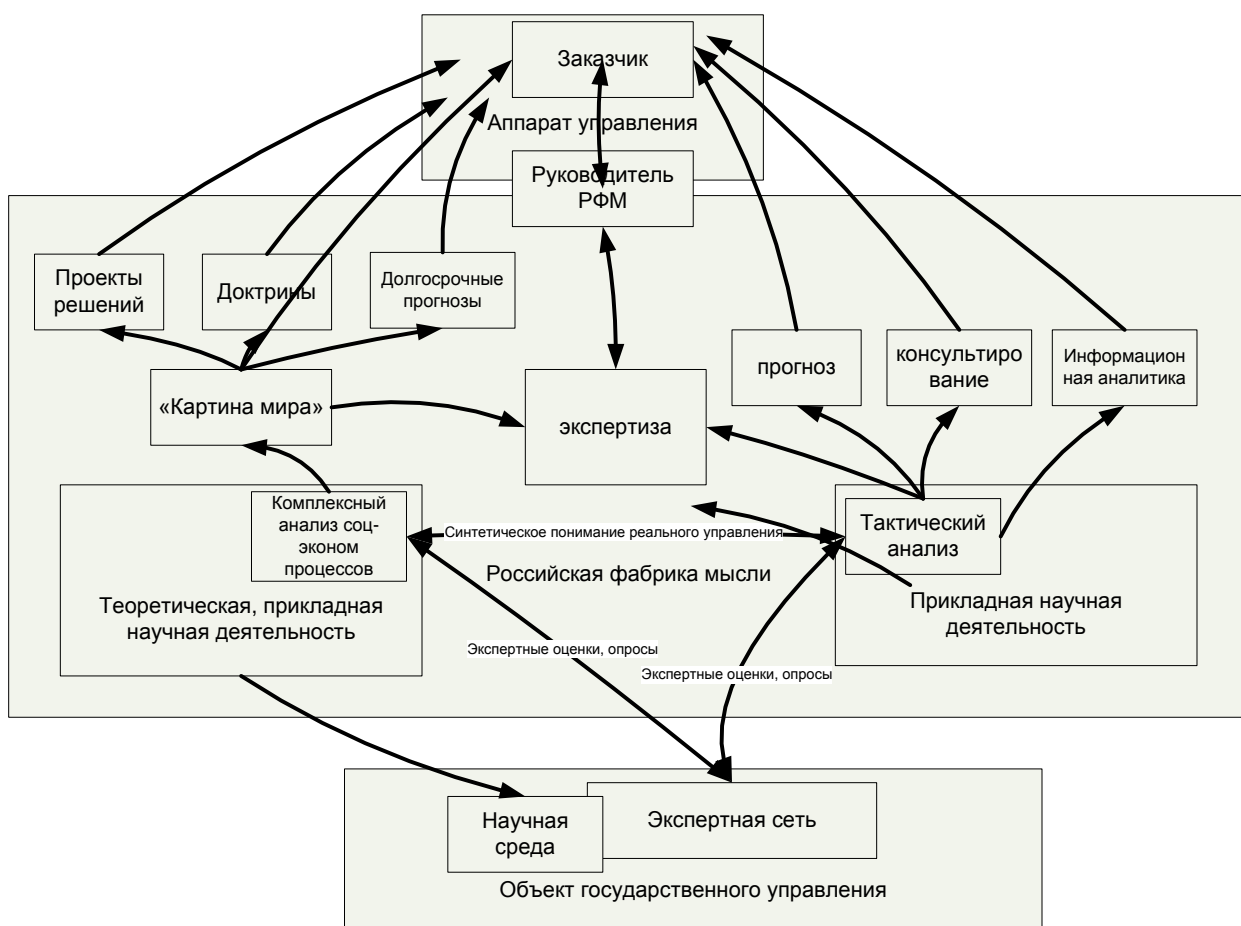 Заказчик
Аппарат управления
Руководитель
РФМ
Проекты
решений
Доктрины
Долгосрочные
прогнозы
прогноз
консультиро
вание
Информацион
ная аналитика
«Картина мира»
экспертиза
Комплексный
анализ соц-
эконом
процессов
Синтетическое понимание реального управления
Тактический
анализ
Российская фабрика мысли
Теоретическая, прикладная
научная деятельность
Прикладная научная
деятельность
Экспертные оценки, опросы
Экспертные оценки, опросы
Научная
среда
Экспертная сеть
Объект государственного управления